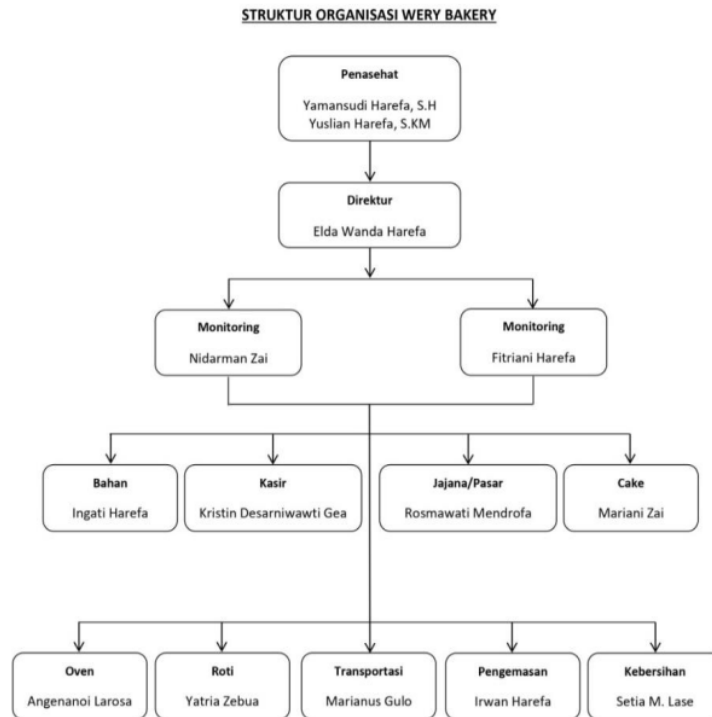 STRUKTUR ORGANISASI WERY BAKERY
Penasehat
Yamansudi Harefa, S.H
Yuslian Harefa, S.KM
Direktur
Elda Wanda Harefa
Monitoring
Nidarman Zai
Monitoring
Fitriani Harefa
Bahan
Ingati Harefa
Kasir
Kristin Desarniwawti Gea
Jajana/Pasar
Rosmawati Mendrofa
Cake
Mariani Zai
Oven
Angenanoi Larosa
Roti
Yatria Zebua
Transportasi
Marianus Gulo
Pengemasan
Irwan Harefa
Kebersihan
Setia M. Lase